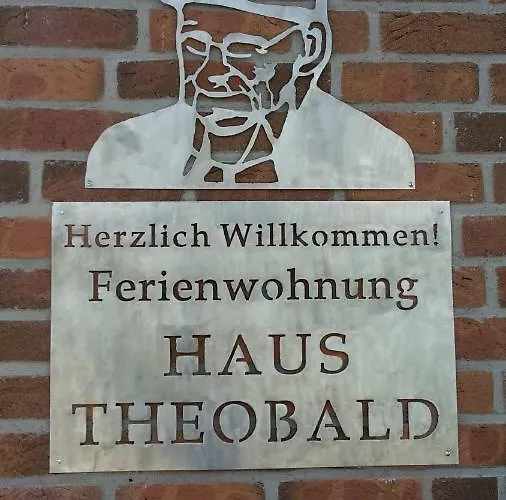 Herzlich Willkommen!
Ferienwohnung
HAUS
THEOBALD